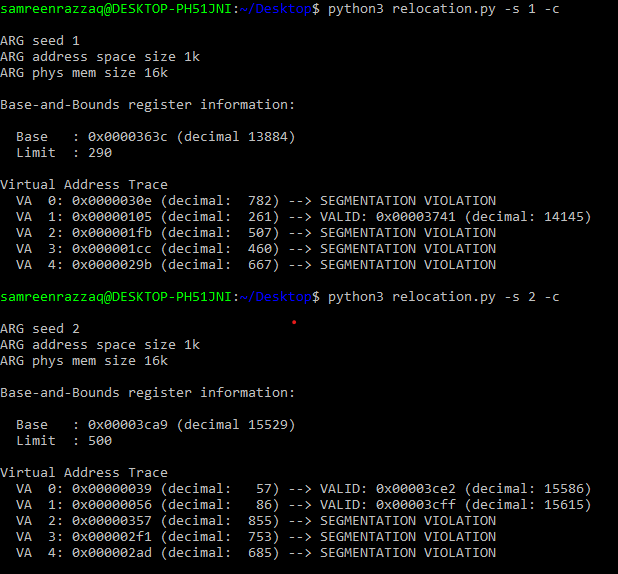 samreenrazzaq@DESKTOP-PH51JNI:~/Desktop$ python3 relocation.py -s 1 -c
ARG seed 1
ARG address space size 1k
ARG phys mem size 16k
Base-and-Bounds register information:
Base   : 0x0000363c (decimal 13884)
Limit  : 290
Virtual Address Trace
VA  0: 0x0000030e (decimal:  782) --> SEGMENTATION VIOLATION
VA  1: 0x00000105 (decimal:  261) --> VALID: 0x00003741 (decimal: 14145)
VA  2: 0x000001fb (decimal:  507) --> SEGMENTATION VIOLATION
VA  3: 0x000001cc (decimal:  460) --> SEGMENTATION VIOLATION
VA  4: 0x0000029b (decimal:  667) --> SEGMENTATION VIOLATION
samreenrazzaq@DESKTOP-PH51JNI:~/Desktop$ python3 relocation.py -s 2 -c
ARG seed 2
ARG address space size 1k
ARG phys mem size 16k
Base-and-Bounds register information:
Base   : 0x00003ca9 (decimal 15529)
Limit  : 500
Virtual Address Trace
VA  0: 0x00000039 (decimal:   57) --> VALID: 0x00003ce2 (decimal: 15586)
VA  1: 0x00000056 (decimal:   86) --> VALID: 0x00003cff (decimal: 15615)
VA  2: 0x00000357 (decimal:  855) --> SEGMENTATION VIOLATION
VA  3: 0x000002f1 (decimal:  753) --> SEGMENTATION VIOLATION
VA  4: 0x000002ad (decimal:  685) --> SEGMENTATION VIOLATION